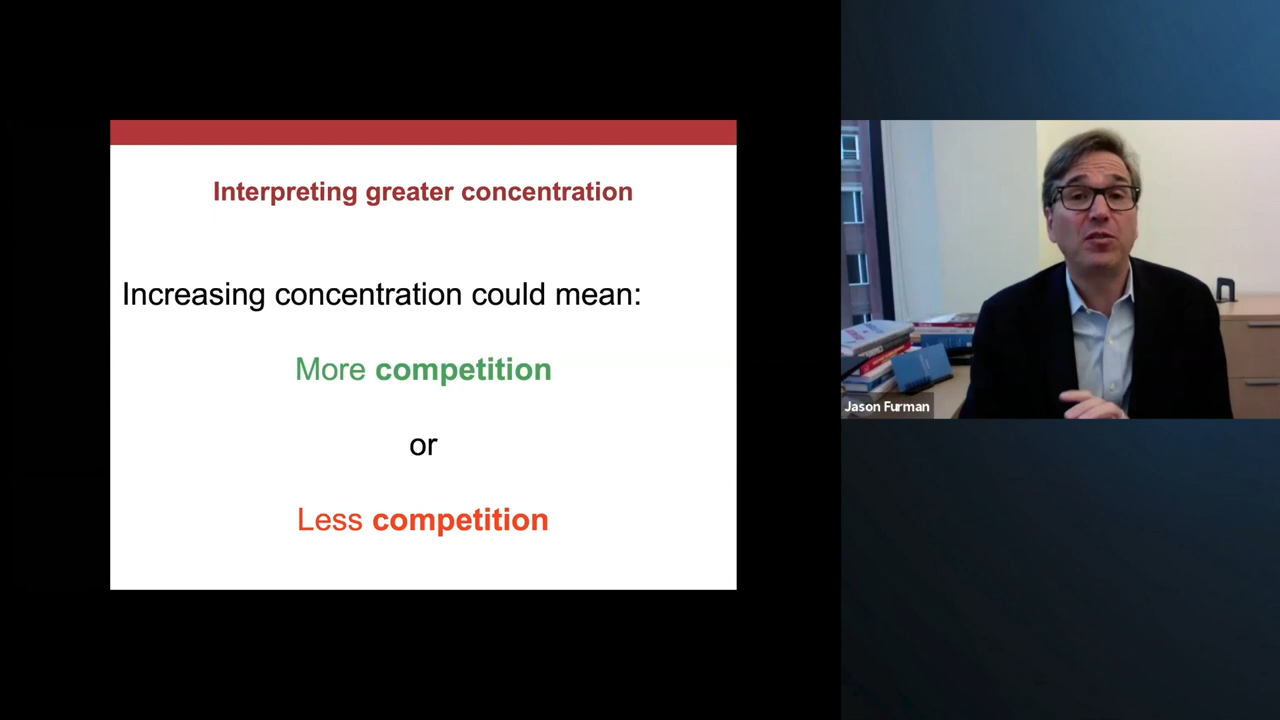 Interpreting greater concentration
Increasing concentration could mean:
More competition
or
Less competition
Jason Furman